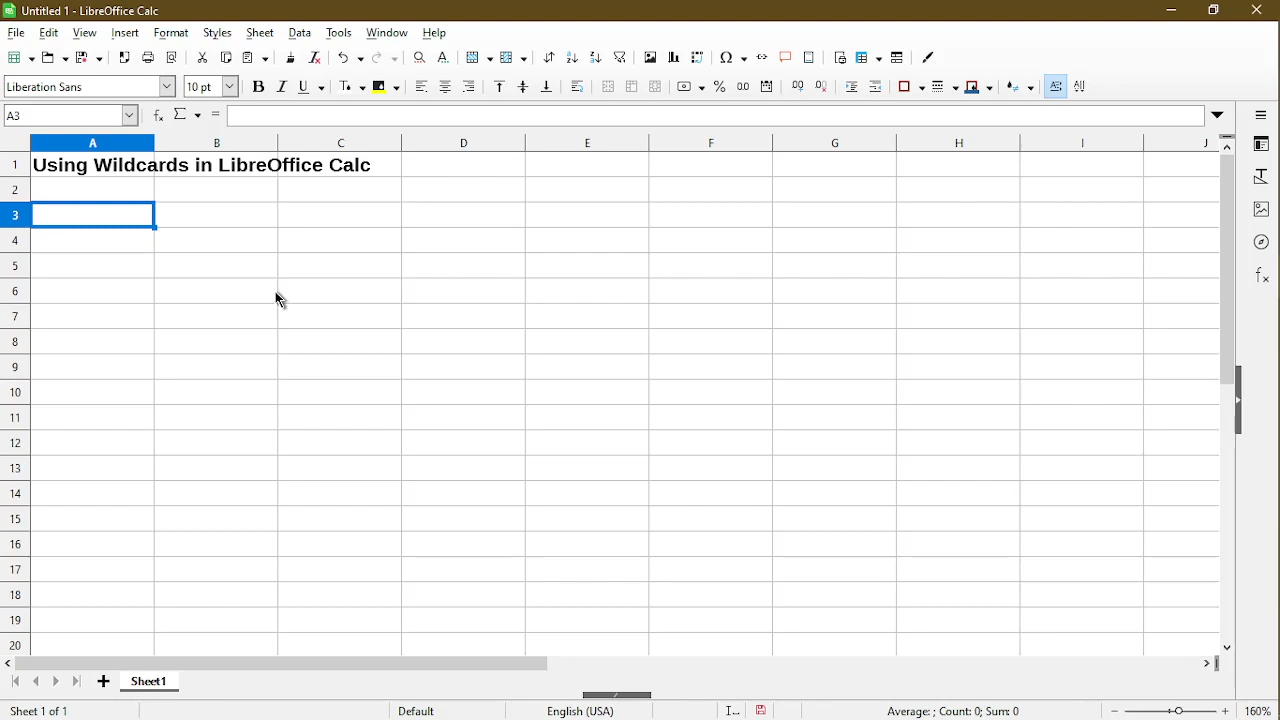 Untitled 1 - LibreOffice Calc
File Edit View Insert Format Styles Sheet Data Tools Window Help
Liberation Sans 10 pt
A3
A B C D E F G H I J
1 Using Wildcards in LibreOffice Calc
2
3
4
5
6
7
8
9
10
11
12
13
14
15
16
17
18
19
20
Sheet1
Sheet 1 of 1 Default English (USA) Average: ; Count: 0; Sum: 0 160%